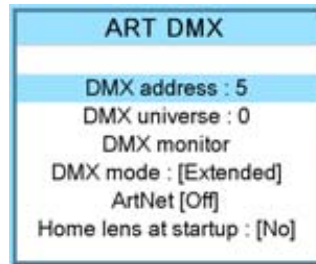 ART DMX
DMX address : 5
DMX universe : 0
DMX monitor
DMX mode : [Extended]
ArtNet [Off]
Home lens at startup : [No]